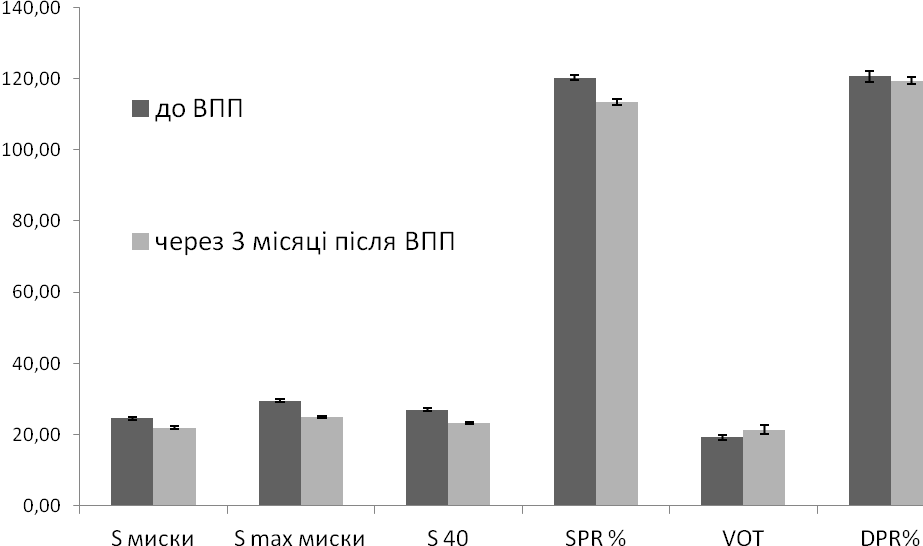 140,00
120,00
100,00
80,00
60,00
40,00
20,00
0,00
до ВПП
через 3 місяці після ВПП
S миски
S max миски
S 40
SPR %
VOT
DPR%